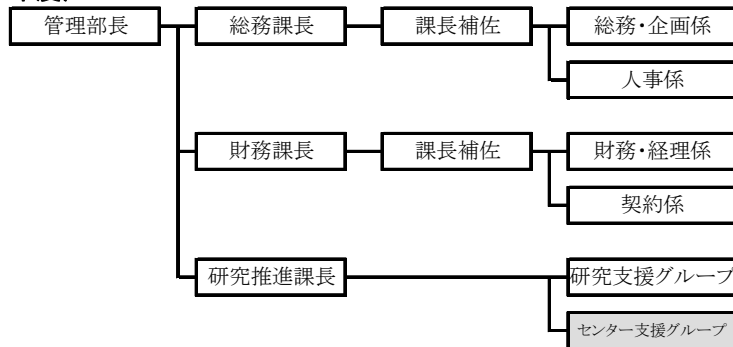 管理部長 総務課長 課長補佐 総務・企画係
人事係
財務課長 課長補佐 財務・経理係
契約係
研究推進課長 研究支援グループ
センター支援グループ